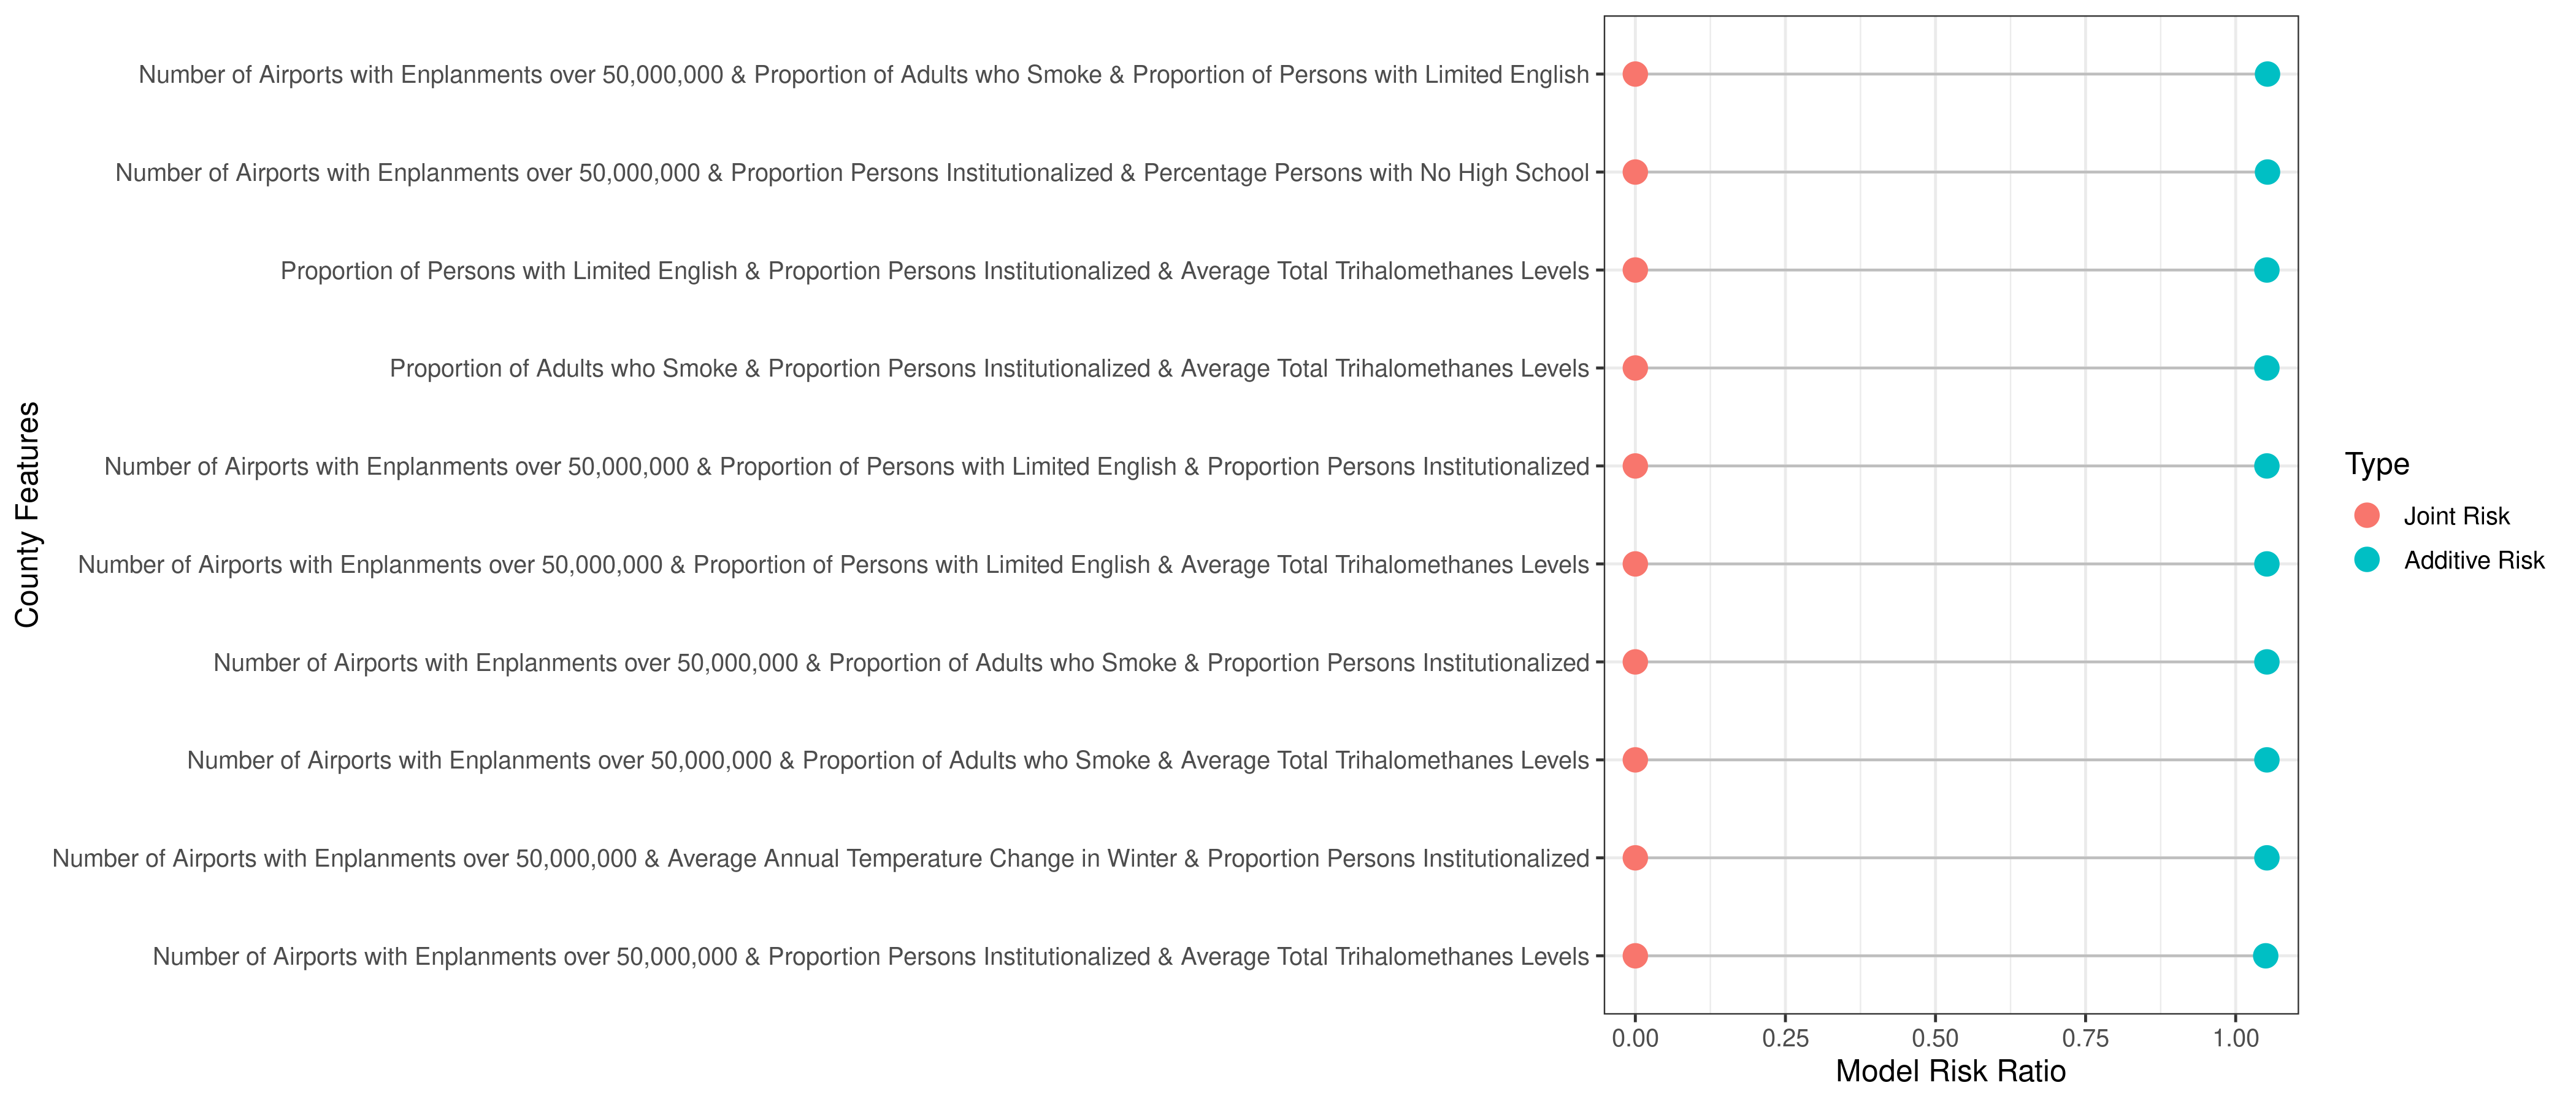 Number of Airports with Enplanments over 50,000,000 & Proportion of Adults who Smoke & Proportion of Persons with Limited English
Number of Airports with Enplanments over 50,000,000 & Proportion Persons Institutionalized & Percentage Persons with No High School
Proportion of Persons with Limited English & Proportion Persons Institutionalized & Average Total Trihalomethanes Levels
Proportion of Adults who Smoke & Proportion Persons Institutionalized & Average Total Trihalomethanes Levels
Number of Airports with Enplanments over 50,000,000 & Proportion of Persons with Limited English & Proportion Persons Institutionalized
Number of Airports with Enplanments over 50,000,000 & Proportion of Persons with Limited English & Average Total Trihalomethanes Levels
Number of Airports with Enplanments over 50,000,000 & Proportion of Adults who Smoke & Proportion Persons Institutionalized
Number of Airports with Enplanments over 50,000,000 & Proportion of Adults who Smoke & Average Total Trihalomethanes Levels
Number of Airports with Enplanments over 50,000,000 & Average Annual Temperature Change in Winter & Proportion Persons Institutionalized
Number of Airports with Enplanments over 50,000,000 & Proportion Persons Institutionalized & Average Total Trihalomethanes Levels
County Features
0.00 0.25 0.50 0.75 1.00
Model Risk Ratio
Type
Joint Risk
Additive Risk